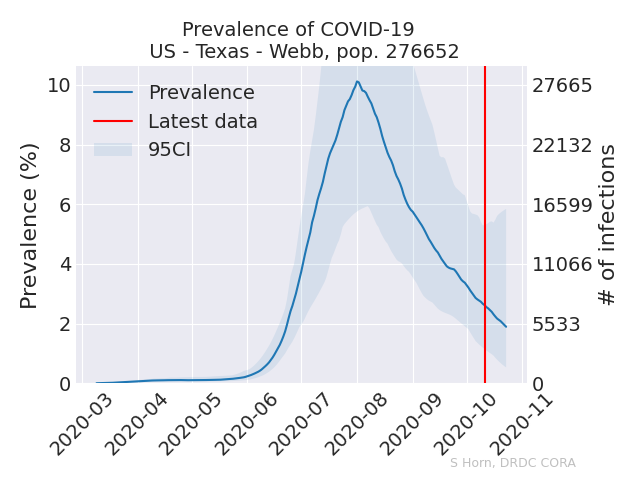 Prevalence of COVID-19
US - Texas - Webb, pop. 276652
Prevalence
Latest data
95CI
Prevalence (%)
10
8
6
4
2
0
27665
22132
16599
11066
5533
0
# of infections
2020-03
2020-04
2020-05
2020-06
2020-07
2020-08
2020-09
2020-10
2020-11
S Horn, DRDC CORA